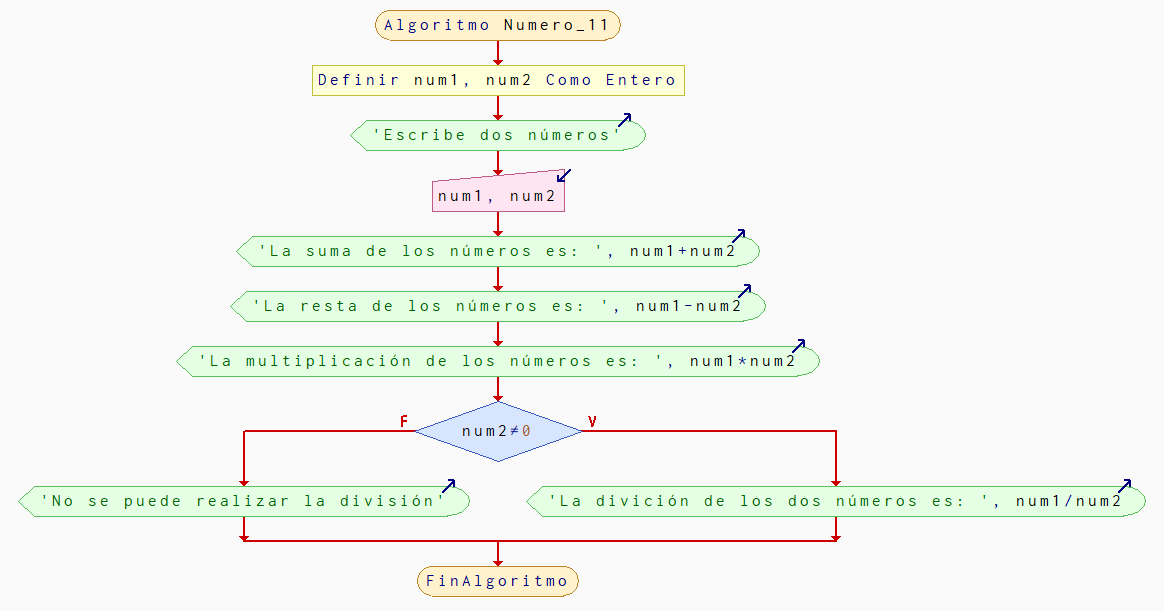 Algoritmo Numero_11
Definir num1, num2 Como Entero
'Escribe dos números'
num1, num2
'La suma de los números es: ', num1+num2
'La resta de los números es: ', num1-num2
'La multiplicación de los números es: ', num1*num2
F
num2≠0
V
'No se puede realizar la división'
'La divición de los dos números es: ', num1/num2
FinAlgoritmo